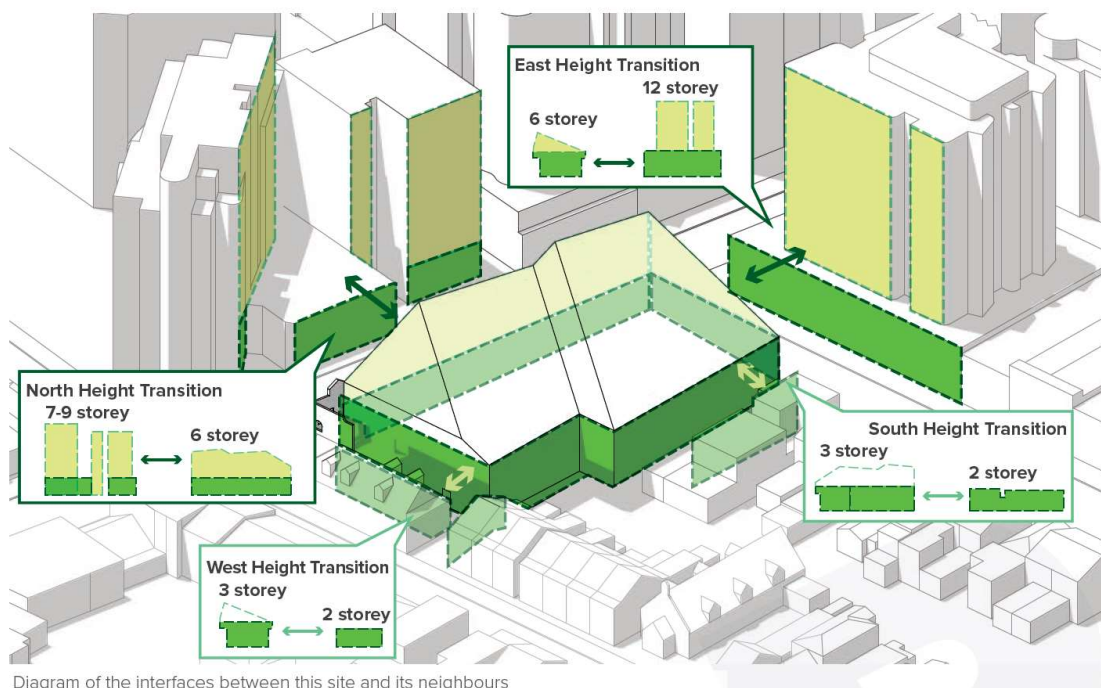 East Height Transition
12 storey
6 storey
North Height Transition
7-9 storey
6 storey
South Height Transition
3 storey
2 storey
West Height Transition
3 storey
2 storey
Diagram of the interfaces between this site and its neighbours